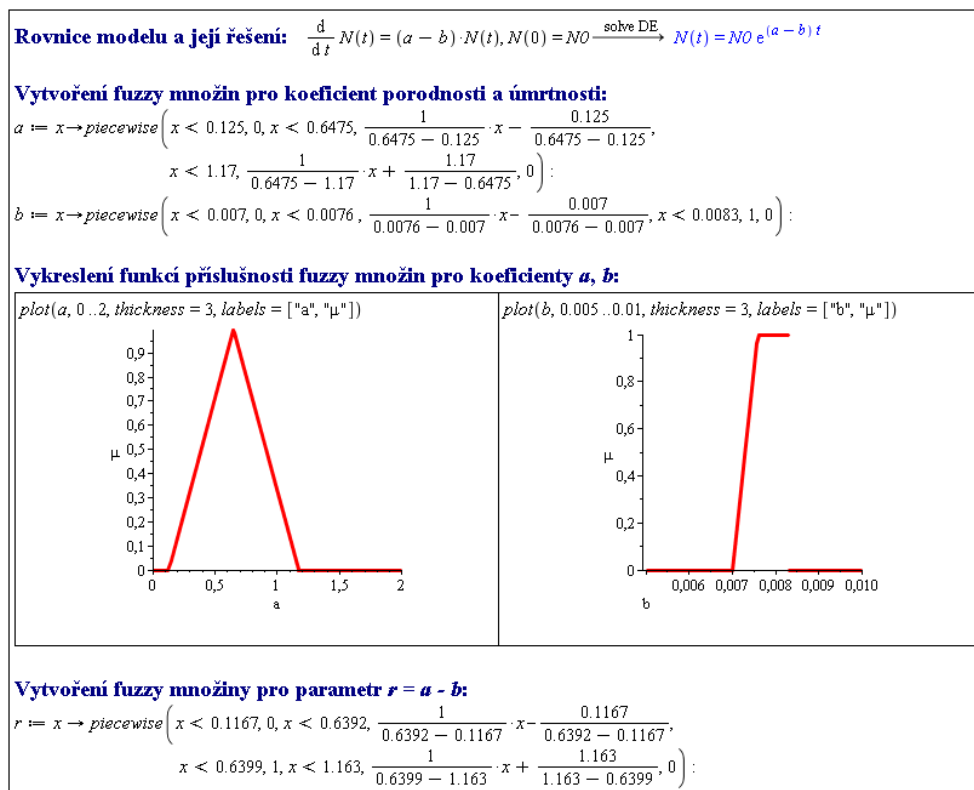 Rovnice modelu a její řešení: d/dt N(t) = (a − b)·N(t), N(0) = N0 solve DE→ N(t) = N0 e^((a − b) t)
Vytvoření fuzzy množin pro koeficient porodnosti a úmrtnosti:
a := x→piecewise(x < 0.125, 0, x < 0.6475, 1/(0.6475 − 0.125)·x − 0.125/(0.6475 − 0.125),
x < 1.17, 1/(0.6475 − 1.17)·x + 1.17/(1.17 − 0.6475), 0) :
b := x→piecewise(x < 0.007, 0, x < 0.0076 , 1/(0.0076 − 0.007)·x − 0.007/(0.0076 − 0.007), x < 0.0083, 1, 0) :
Vykreslení funkcí příslušnosti fuzzy množin pro koeficienty a, b:
plot(a, 0 ..2, thickness = 3, labels = ["a", "μ"])
0,9
0,8
0,7
0,6
μ 0,5
0,4
0,3
0,2
0,1
0
0 0,5 1 1,5 2
a
plot(b, 0.005 ..0.01, thickness = 3, labels = ["b", "μ"])
1
0,8
0,6
μ
0,4
0,2
0
0,006 0,007 0,008 0,009 0,010
b
Vytvoření fuzzy množiny pro parametr r = a - b:
r := x → piecewise(x < 0.1167, 0, x < 0.6392, 1/(0.6392 − 0.1167)·x − 0.1167/(0.6392 − 0.1167),
x < 0.6399, 1, x < 1.163, 1/(0.6399 − 1.163)·x + 1.163/(1.163 − 0.6399), 0) :